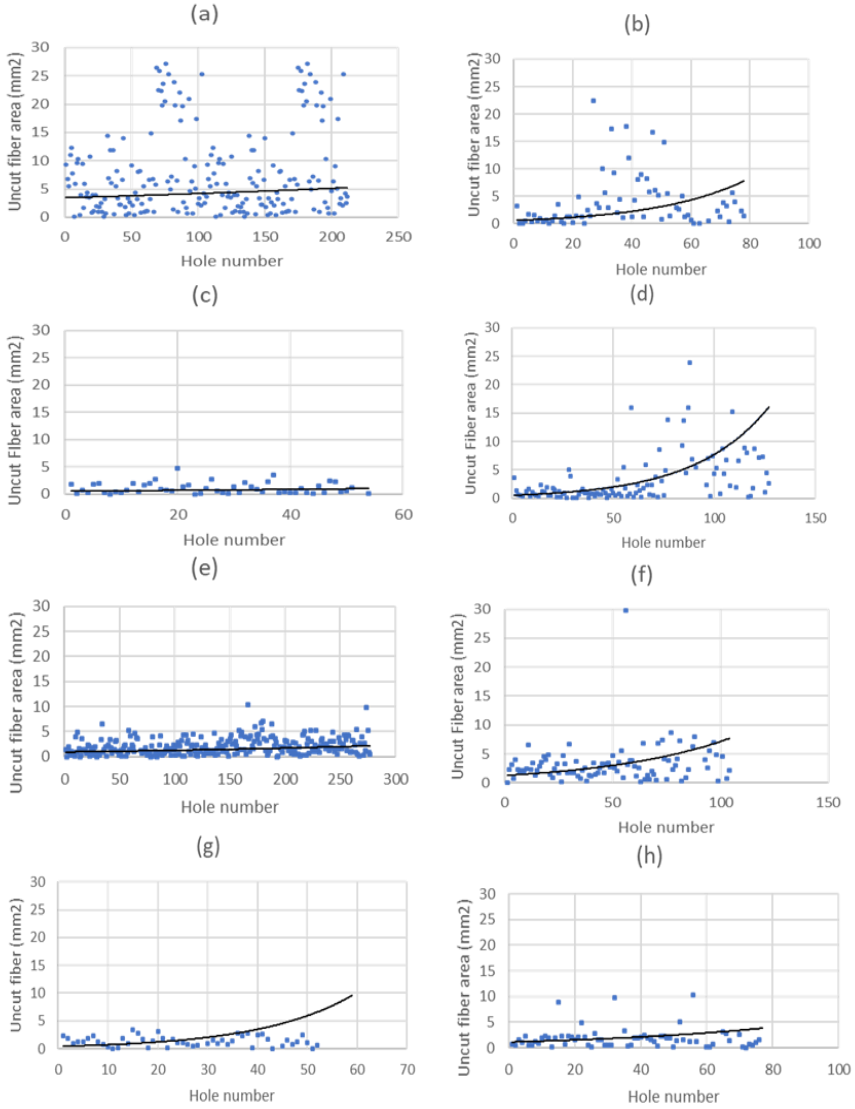 (a)
Uncut fiber area (mm2)
30
25
20
15
10
5
0
0 50 100 150 200 250
Hole number
(b)
Uncut fiber area (mm2)
30
25
20
15
10
5
0
0 20 40 60 80 100
Hole number
(c)
Uncut Fiber area (mm2)
30
25
20
15
10
5
0
0 20 40 60
Hole number
(d)
Uncut Fiber area (mm2)
30
25
20
15
10
5
0
0 50 100 150
Hole number
(e)
Uncut fiber area (mm2)
30
25
20
15
10
5
0
0 50 100 150 200 250 300
Hole number
(f)
Uncut Fiber area (mm2)
30
25
20
15
10
5
0
0 50 100 150
Hole number
(g)
Uncut fiber (mm2)
30
25
20
15
10
5
0
0 10 20 30 40 50 60 70
Hole number
(h)
Uncut fiber area (mm2)
30
25
20
15
10
5
0
0 20 40 60 80 100
Hole number